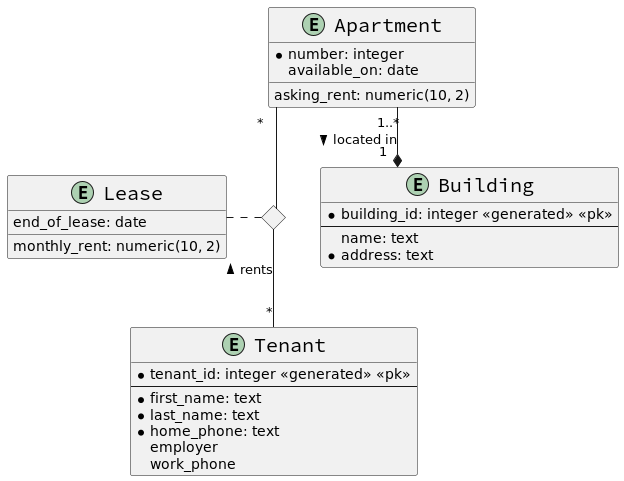 E Apartment
number: integer
available_on: date
asking_rent: numeric(10, 2)
*
1..*
located in
1
E Lease
end_of_lease: date
monthly_rent: numeric(10, 2)
E Building
building_id: integer «generated» «pk»
name: text
address: text
rents
*
E Tenant
tenant_id: integer «generated» «pk»
first_name: text
last_name: text
home_phone: text
employer
work_phone